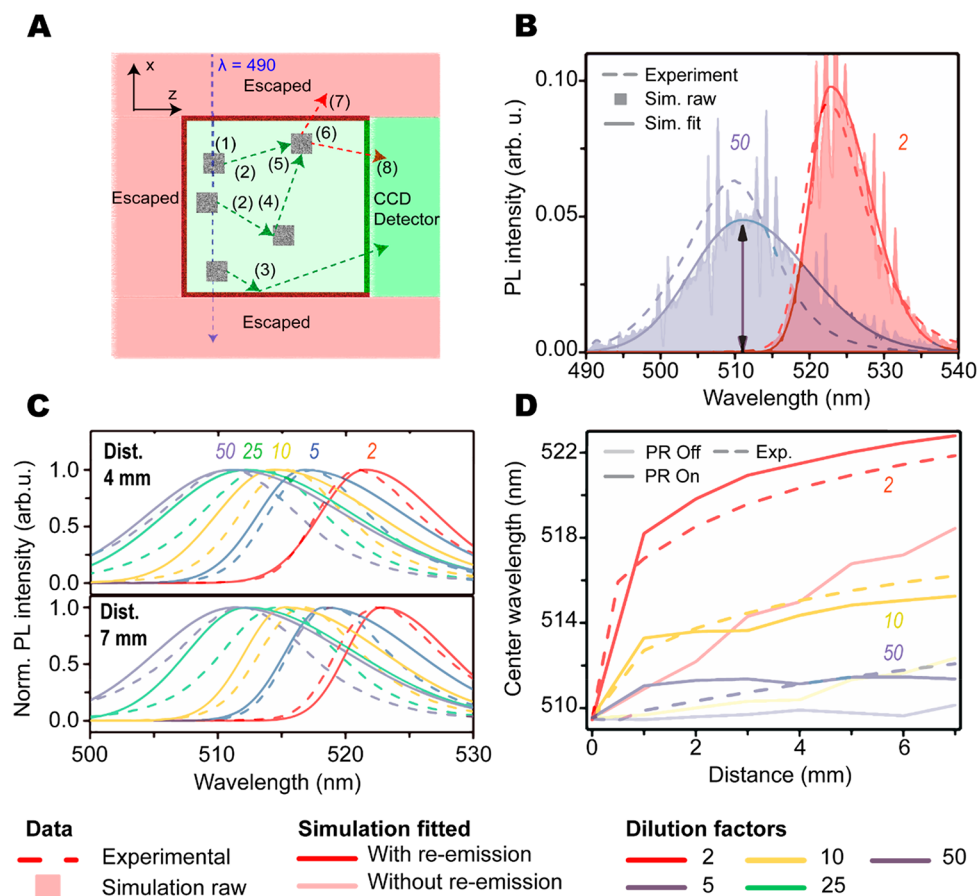 A
x
z
λ = 490
Escaped
(7)
(1)
(2)
(5)
(6)
(8)
Escaped
(2)
(4)
CCD
Detector
(3)
Escaped
B
PL intensity (arb. u.)
0.10
0.05
0.00
Experiment
Sim. raw
Sim. fit
50
2
490 500 510 520 530 540
Wavelength (nm)
C
Norm. PL intensity (arb.u.)
Dist.
4 mm
50 25 10 5 2
1.0
0.5
0.0
Dist.
7 mm
1.0
0.5
0.0
500 510 520 530
Wavelength (nm)
D
Center wavelength (nm)
522
518
514
510
PR Off Exp.
PR On
2
10
50
0 2 4 6
Distance (mm)
Data
Experimental
Simulation raw
Simulation fitted
With re-emission
Without re-emission
Dilution factors
2 10 50
5 25